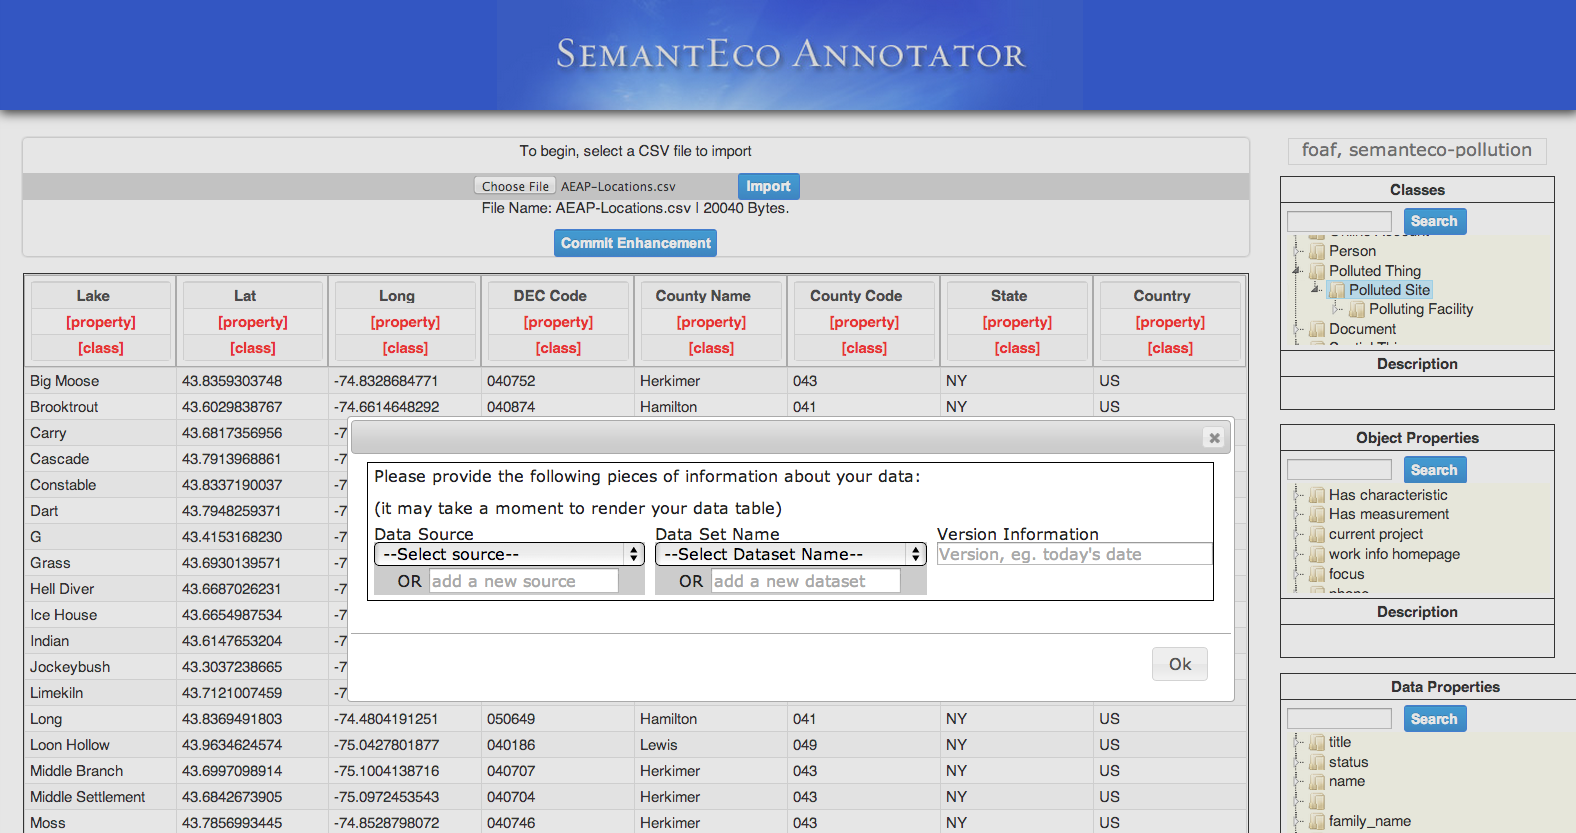 SEMANTECO ANNOTATOR
To begin, select a CSV file to import
Choose File AEAP-Locations.csv Import
File Name: AEAP-Locations.csv | 20040 Bytes.
Commit Enhancement
Lake Lat Long DEC Code County Name County Code State Country
[property] [property] [property] [property] [property] [property] [property] [property]
[class] [class] [class] [class] [class] [class] [class] [class]
Big Moose 43.8359303748 -74.8328684771 040752 Herkimer 043 NY US
Brooktrout 43.6029838767 -74.6614648292 040874 Hamilton 041 NY US
Carry 43.6817356956 -7
Cascade 43.7913968861 -7
Constable 43.8337190037 -7
Dart 43.7948259371 -7
G 43.4153168230 -7
Grass 43.6930139571 -7
Hell Diver 43.6687026231 -7
Ice House 43.6654987534 -7
Indian 43.6147653204 -7
Jockeybush 43.3037238665 -7
Limekiln 43.7121007459 -7
Long 43.8369491803 -74.4804191251 050649 Hamilton 041 NY US
Loon Hollow 43.9634624574 -75.0427801877 040186 Lewis 049 NY US
Middle Branch 43.6997098914 -75.1004138716 040707 Herkimer 043 NY US
Middle Settlement 43.6842673905 -75.0972453543 040704 Herkimer 043 NY US
Moss 43.7856993445 -74.8528798072 040746 Herkimer 043 NY US
Please provide the following pieces of information about your data:
(it may take a moment to render your data table)
Data Source Data Set Name Version Information
--Select source-- --Select Dataset Name-- Version, eg. today's date
OR add a new source OR add a new dataset
Ok
foaf, semanteco-pollution
Classes
Search
Person
Polluted Thing
Polluted Site
Polluting Facility
Document
Description
Object Properties
Search
Has characteristic
Has measurement
current project
work info homepage
focus
Description
Data Properties
Search
title
status
name
family_name